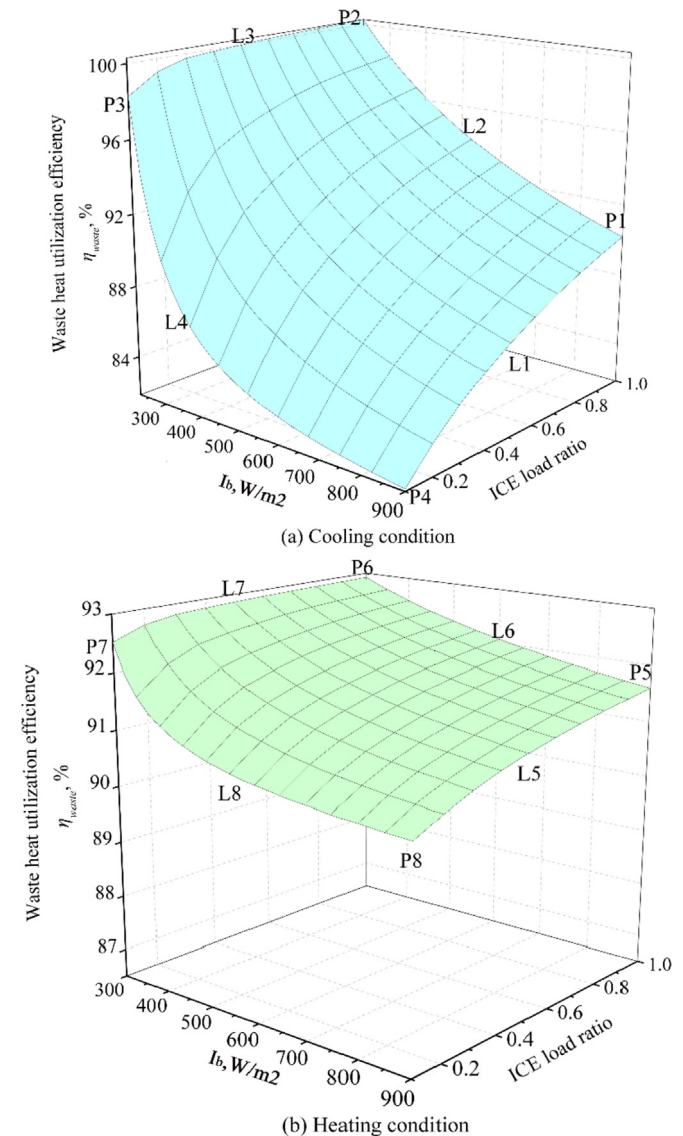 P2
L3
100
P3
96
L2
Waste heat utilization efficiency
ηwaste, %
92
P1
88
L4
84
L1
1.0
0.8
0.6
0.4
0.2
ICE load ratio
300
400
500
600
700
800
900
P4
Ib,W/m2
(a) Cooling condition
P6
93
L7
P7
92
L6
P5
Waste heat utilization efficiency
ηwaste, %
91
90
L8
L5
89
P8
88
87
1.0
0.8
0.6
0.4
0.2
ICE load ratio
300
400
500
600
700
800
900
Ib,W/m2
(b) Heating condition